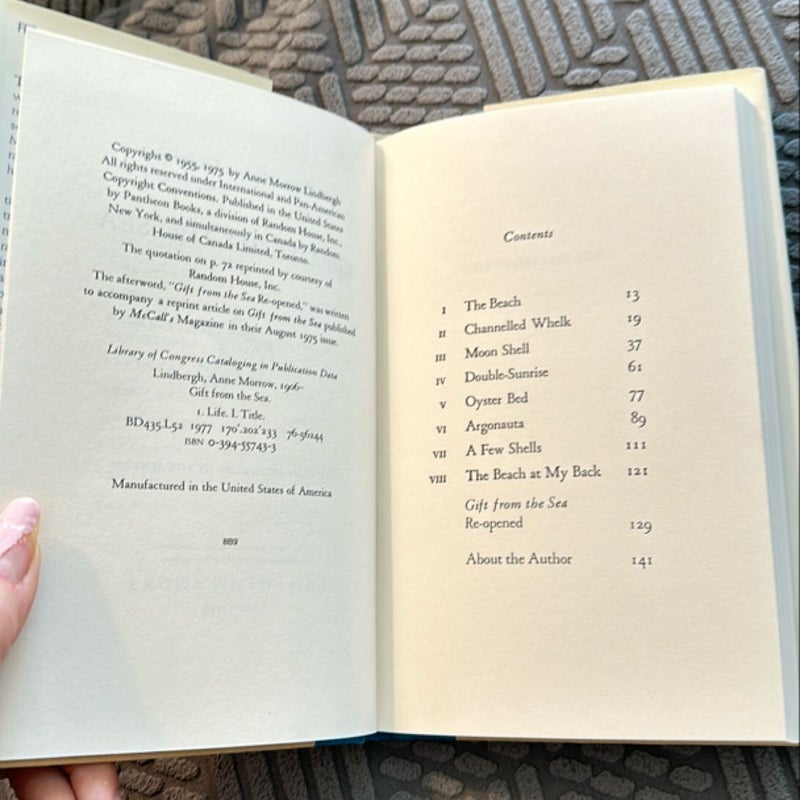 Copyright © 1955, 1975 by Anne Morrow Lindbergh
All rights reserved under International and Pan-American
Copyright Conventions. Published in the United States
by Pantheon Books, a division of Random House, Inc.,
New York, and simultaneously in Canada by Random
House of Canada Limited, Toronto.
The quotation on p. 72 reprinted by courtesy of
Random House, Inc.
The afterword, "Gift from the Sea Re-opened," was written
to accompany a reprint article on Gift from the Sea published
by McCall's Magazine in their August 1975 issue.
Library of Congress Cataloging in Publication Data
Lindbergh, Anne Morrow, 1906-
Gift from the Sea.
1. Life. I. Title.
BD435.L52 1977 170'.202'233 76-56244
ISBN 0-394-55743-3
Manufactured in the United States of America
889
Contents
I The Beach 13
II Channelled Whelk 19
III Moon Shell 37
IV Double-Sunrise 61
V Oyster Bed 77
VI Argonauta 89
VII A Few Shells 111
VIII The Beach at My Back 121
Gift from the Sea
Re-opened 129
About the Author 141